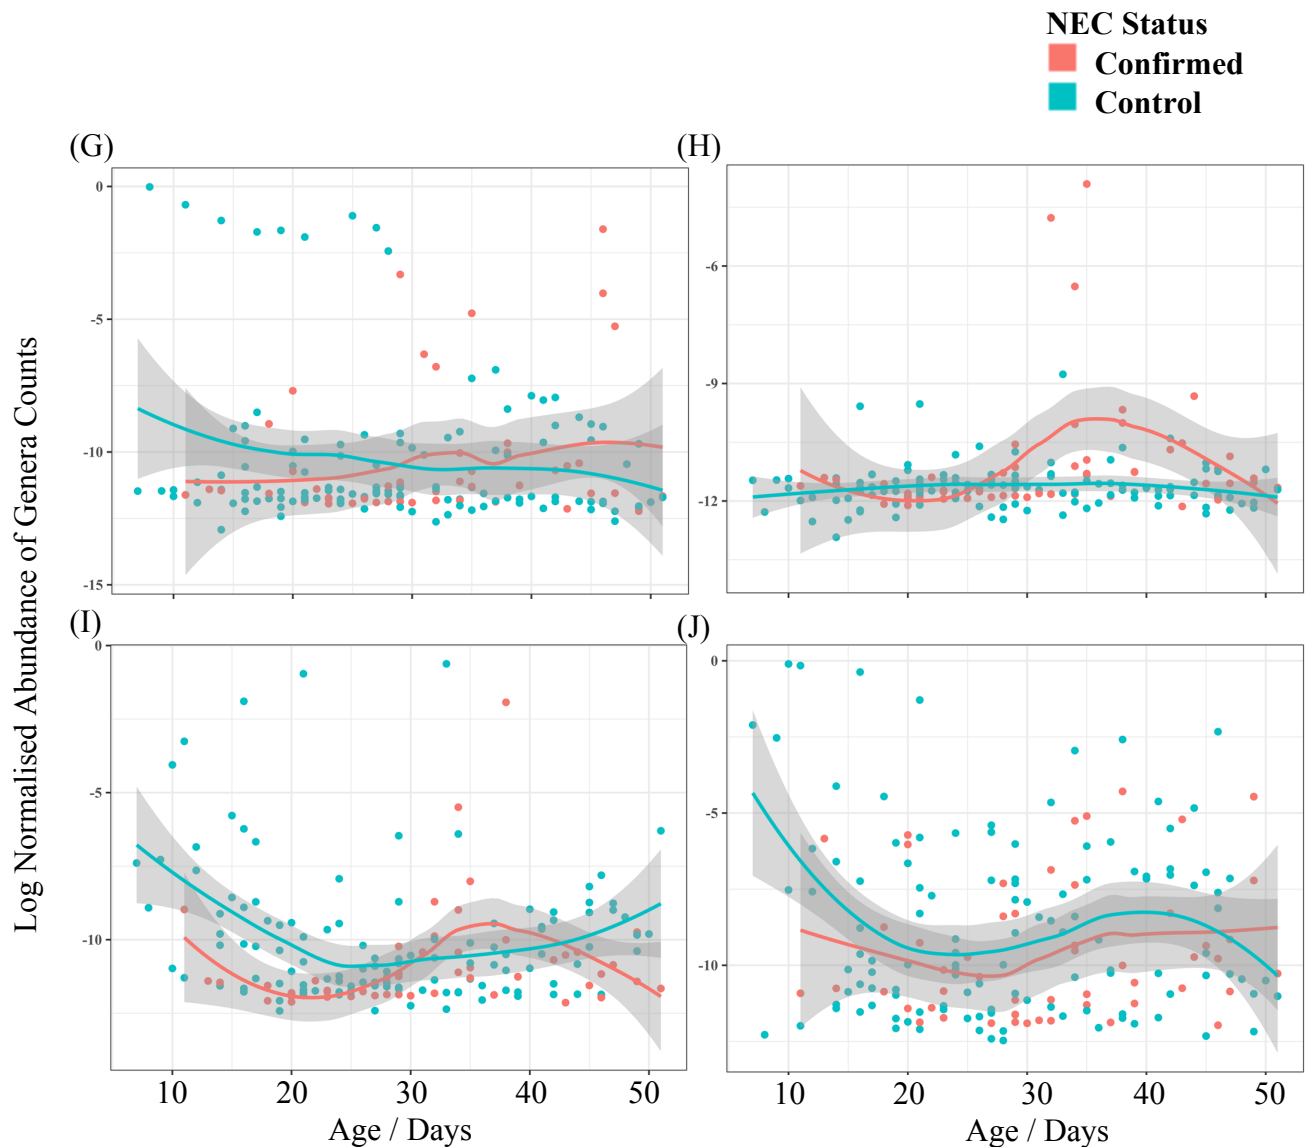 NEC Status
Confirmed
Control
(G)
(H)
0
-5
-10
-15
-6
-9
-12
Log Normalised Abundance of Genera Counts
(I)
(J)
0
-5
-10
0
-5
-10
10 20 30 40 50
10 20 30 40 50
Age / Days
Age / Days